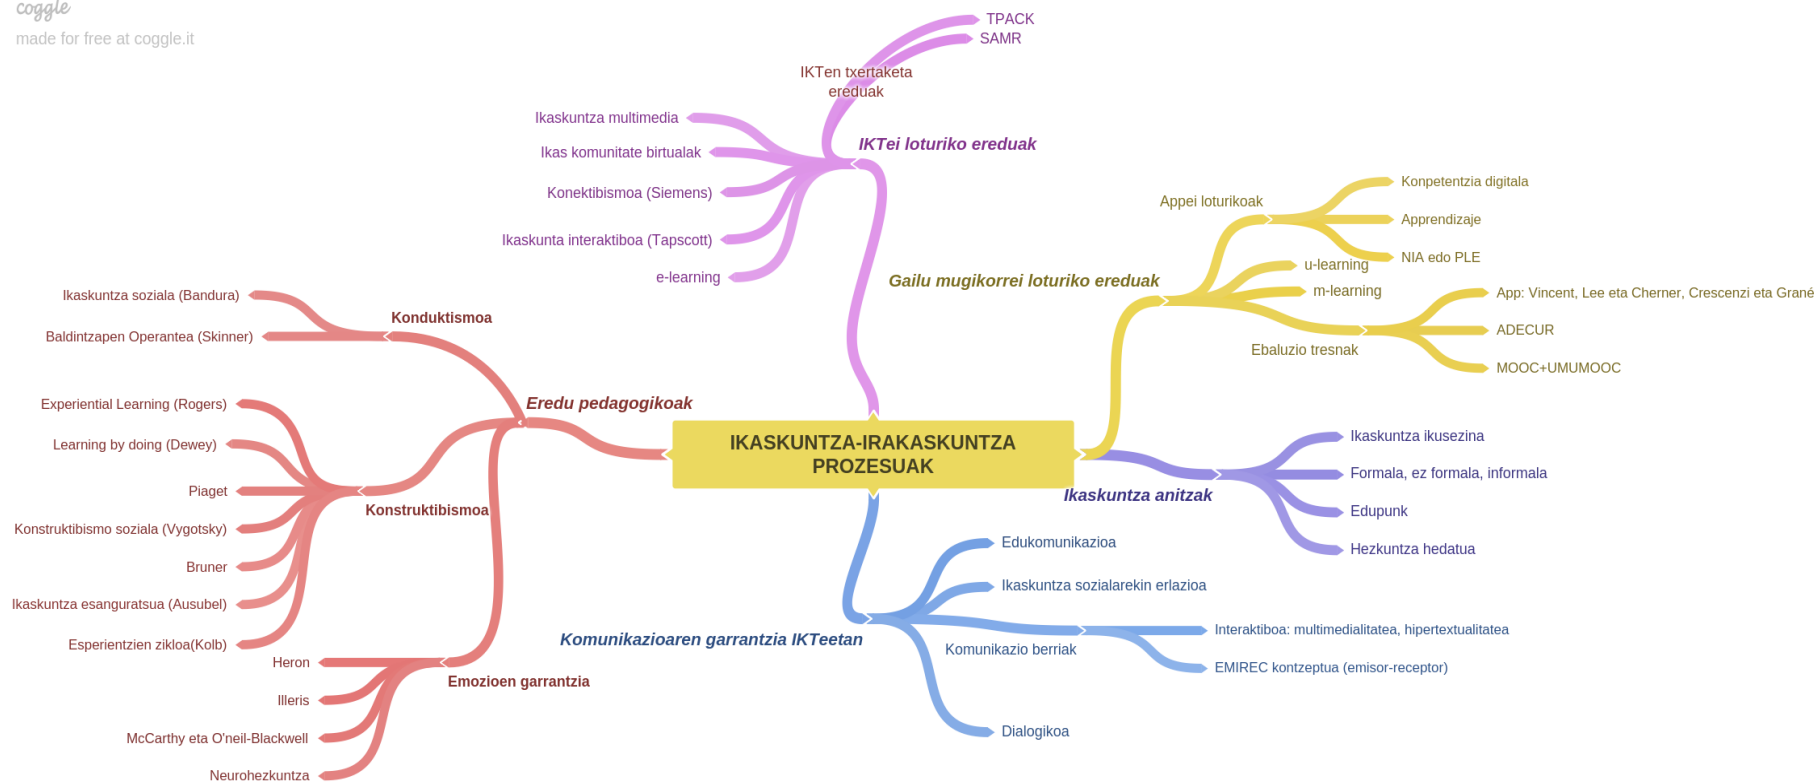 coggle
made for free at coggle.it
TPACK
SAMR
IKTen txertaketa
ereduak
Ikaskuntza multimedia
IKTei loturiko ereduak
Ikas komunitate birtualak
Konektibismoa (Siemens)
Ikaskunta interaktiboa (Tapscott)
e-learning
Konpetentzia digitala
Appei loturikoak
Apprendizaje
NIA edo PLE
Gailu mugikorrei loturiko ereduak
u-learning
m-learning
App: Vincent, Lee eta Cherner, Crescenzi eta Grané
ADECUR
Ebaluzio tresnak
MOOC+UMUMOOC
Ikaskuntza soziala (Bandura)
Konduktismoa
Baldintzapen Operantea (Skinner)
Eredu pedagogikoak
Experiential Learning (Rogers)
Learning by doing (Dewey)
Piaget
Konstruktibismoa
Konstruktibismo soziala (Vygotsky)
Bruner
Ikaskuntza esanguratsua (Ausubel)
Esperientzien zikloa(Kolb)
Heron
Emozioen garrantzia
Illeris
McCarthy eta O'neil-Blackwell
Neurohezkuntza
IKASKUNTZA-IRAKASKUNTZA
PROZESUAK
Ikaskuntza ikusezina
Formala, ez formala, informala
Ikaskuntza anitzak
Edupunk
Hezkuntza hedatua
Edukomunikazioa
Ikaskuntza sozialarekin erlazioa
Komunikazioaren garrantzia IKTeetan
Komunikazio berriak
Interaktiboa: multimedialitatea, hipertextualitatea
EMIREC kontzeptua (emisor-receptor)
Dialogikoa